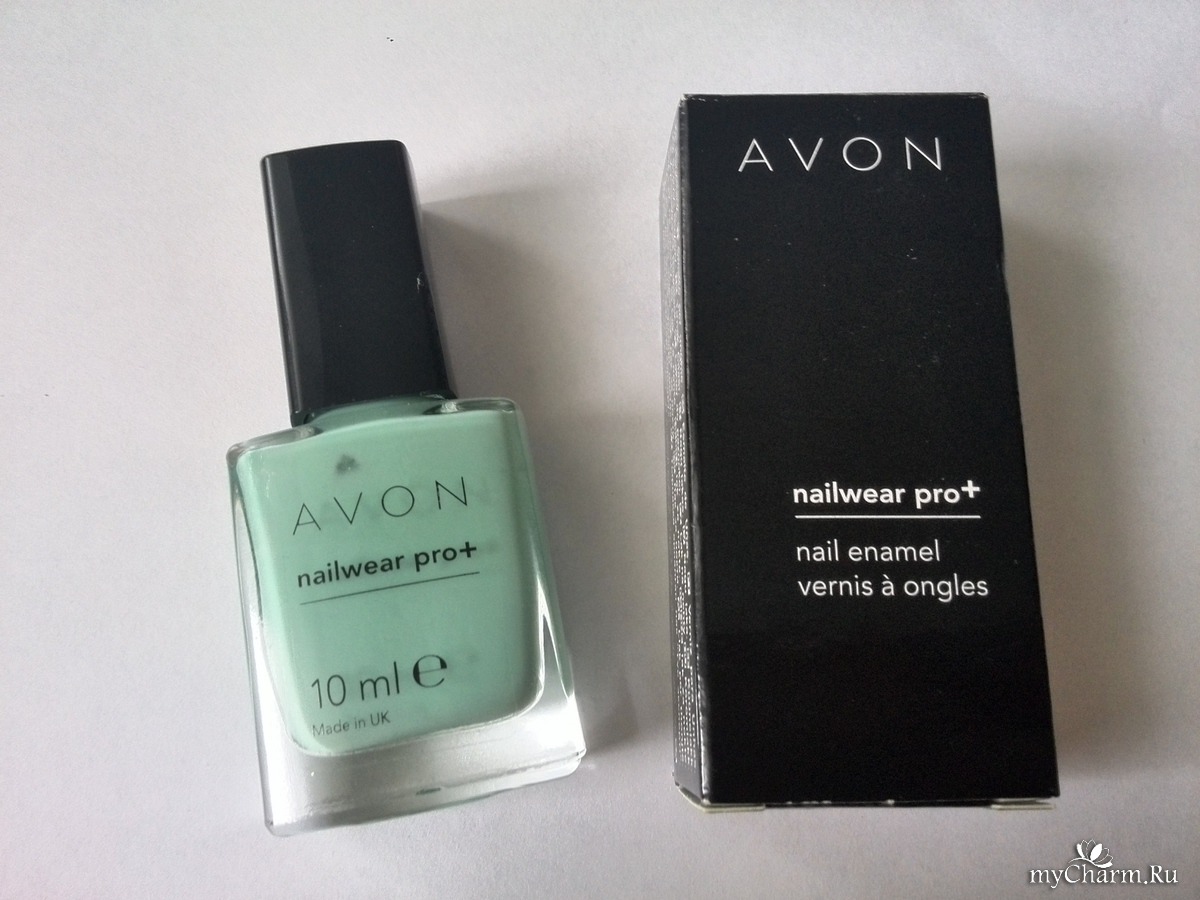 AVON
nailwear pro+
10 ml e
Made in UK
AVON
nailwear pro+
nail enamel
vernis à ongles
myCharm.Ru